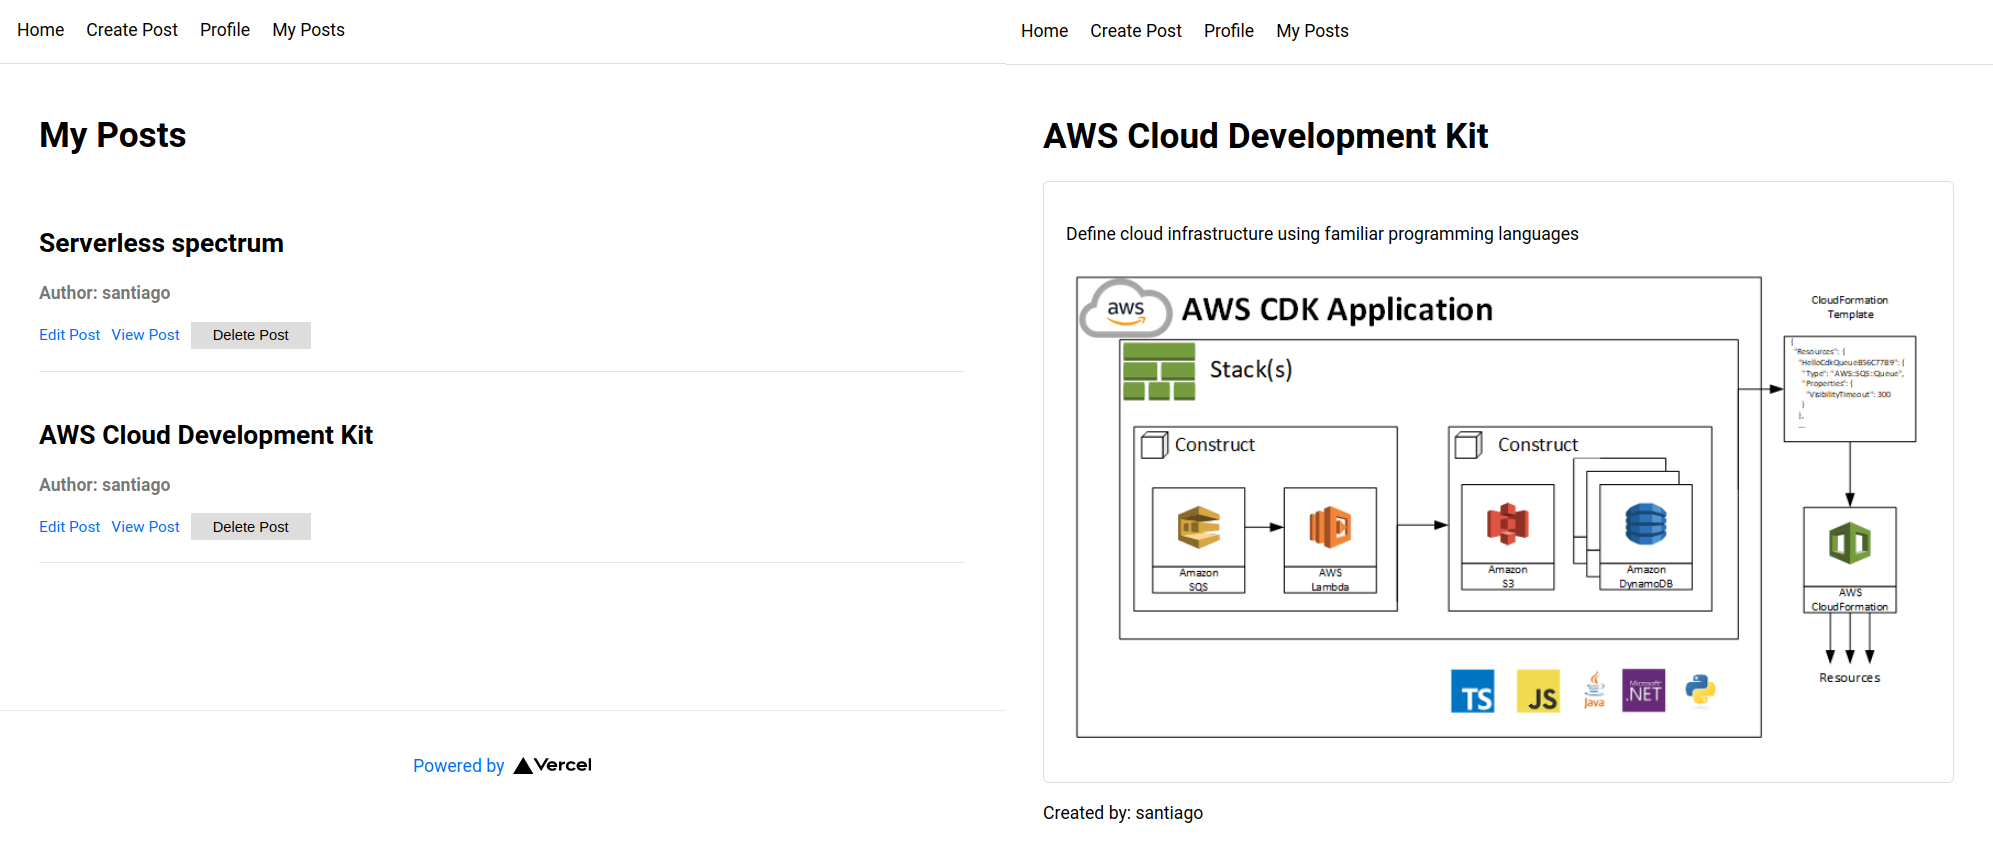 Home Create Post Profile My Posts
My Posts
Serverless spectrum
Author: santiago
Edit Post View Post Delete Post
AWS Cloud Development Kit
Author: santiago
Edit Post View Post Delete Post
Powered by Vercel
Home Create Post Profile My Posts
AWS Cloud Development Kit
Define cloud infrastructure using familiar programming languages
aws AWS CDK Application
Stack(s)
Construct
Amazon
SQS
AWS
Lambda
Construct
Amazon
S3
Amazon
DynamoDB
TS JS Java Microsoft .NET
CloudFormation
Template
{
"Resources": {
"HelloCdkQueueB56C7789": {
"Type": "AWS::SQS::Queue",
"Properties": {
"VisibilityTimeout": 300
}
},
...
AWS
CloudFormation
Resources
Created by: santiago